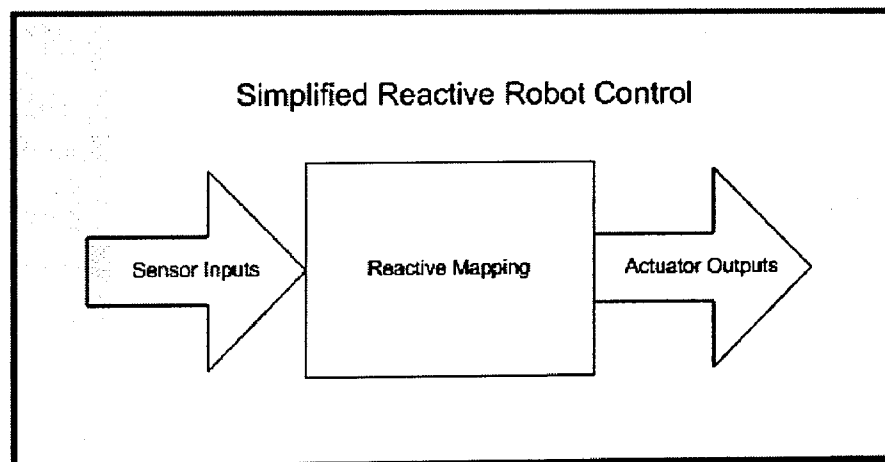 Simplified Reactive Robot Control
Sensor Inputs
Reactive Mapping
Actuator Outputs